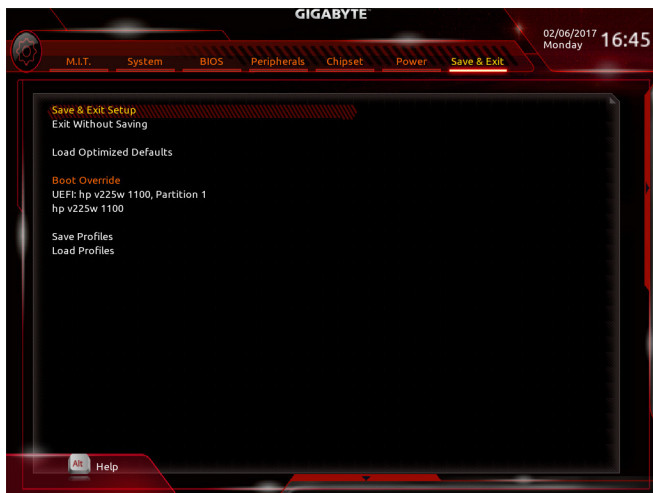 GIGABYTE™
02/06/2017 Monday 16:45
M.I.T. System BIOS Peripherals Chipset Power Save & Exit
Save & Exit Setup
Exit Without Saving
Load Optimized Defaults
Boot Override
UEFI: hp v225w 1100, Partition 1
hp v225w 1100
Save Profiles
Load Profiles
Alt Help